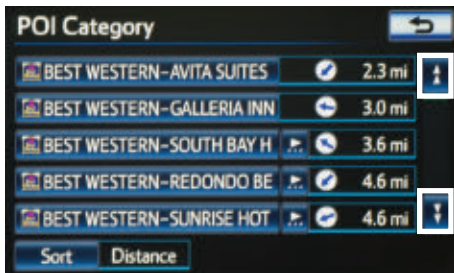 POI Category
BEST WESTERN-AVITA SUITES 2.3 mi
BEST WESTERN-GALLERIA INN 3.0 mi
BEST WESTERN-SOUTH BAY H 3.6 mi
BEST WESTERN-REDONDO BE 4.6 mi
BEST WESTERN-SUNRISE HOT 4.6 mi
Sort Distance